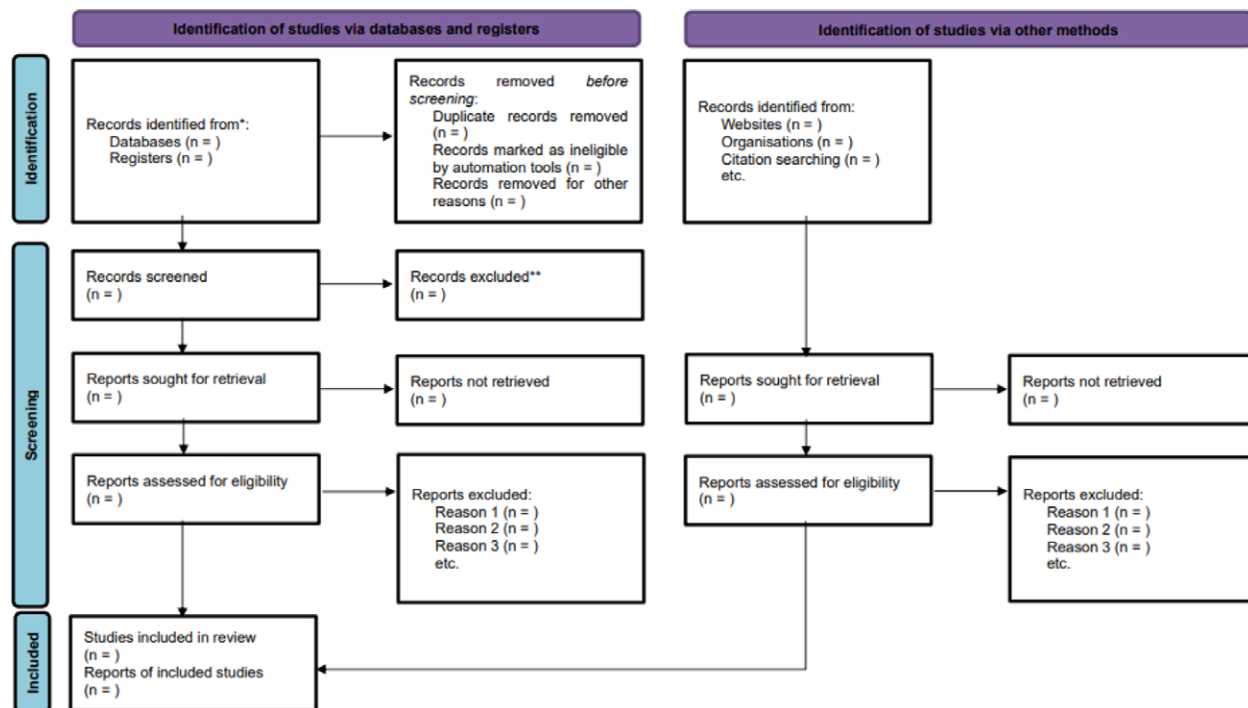 Identification of studies via databases and registers
Identification of studies via other methods
Identification
Records identified from*:
Databases (n = )
Registers (n = )
Records removed before
screening:
Duplicate records removed
(n = )
Records marked as ineligible
by automation tools (n = )
Records removed for other
reasons (n = )
Records identified from:
Websites (n = )
Organisations (n = )
Citation searching (n = )
etc.
Screening
Records screened
(n = )
Records excluded**
(n = )
Reports sought for retrieval
(n = )
Reports not retrieved
(n = )
Reports sought for retrieval
(n = )
Reports not retrieved
(n = )
Reports assessed for eligibility
(n = )
Reports excluded:
Reason 1 (n = )
Reason 2 (n = )
Reason 3 (n = )
etc.
Reports assessed for eligibility
(n = )
Reports excluded:
Reason 1 (n = )
Reason 2 (n = )
Reason 3 (n = )
etc.
Included
Studies included in review
(n = )
Reports of included studies
(n = )